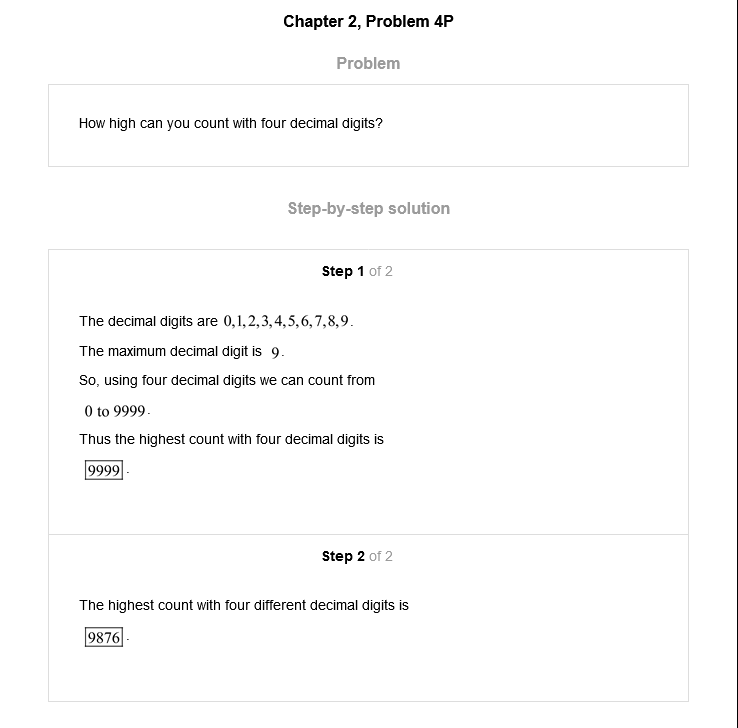 Chapter 2, Problem 4P
Problem
How high can you count with four decimal digits?
Step-by-step solution
Step 1 of 2
The decimal digits are 0,1,2,3,4,5,6,7,8,9.
The maximum decimal digit is 9.
So, using four decimal digits we can count from
0 to 9999.
Thus the highest count with four decimal digits is
9999.
Step 2 of 2
The highest count with four different decimal digits is
9876.